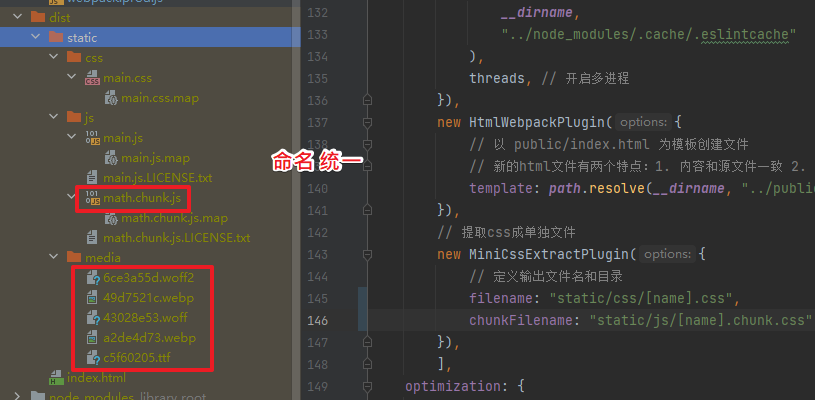 dist
static
css
main.css
main.css.map
js
main.js
main.js.map
main.js.LICENSE.txt
math.chunk.js
math.chunk.js.map
math.chunk.js.LICENSE.txt
media
6ce3a55d.woff2
49d7521c.webp
43028e53.woff
a2de4d73.webp
c5f60205.ttf
index.html
node_modules library root
命名 统一
132 __dirname,
133 "../node_modules/.cache/.eslintcache"
134 ),
135 threads, // 开启多进程
136 }),
137 new HtmlWebpackPlugin( options: {
138 // 以 public/index.html 为模板创建文件
139 // 新的html文件有两个特点：1. 内容和源文件一致 2.
140 template: path.resolve(__dirname, "../publ
141 }),
142 // 提取css成单独文件
143 new MiniCssExtractPlugin( options: {
144 // 定义输出文件名和目录
145 filename: "static/css/[name].css",
146 chunkFilename: "static/js/[name].chunk.css"
147 }),
148 ],
149 optimization: {